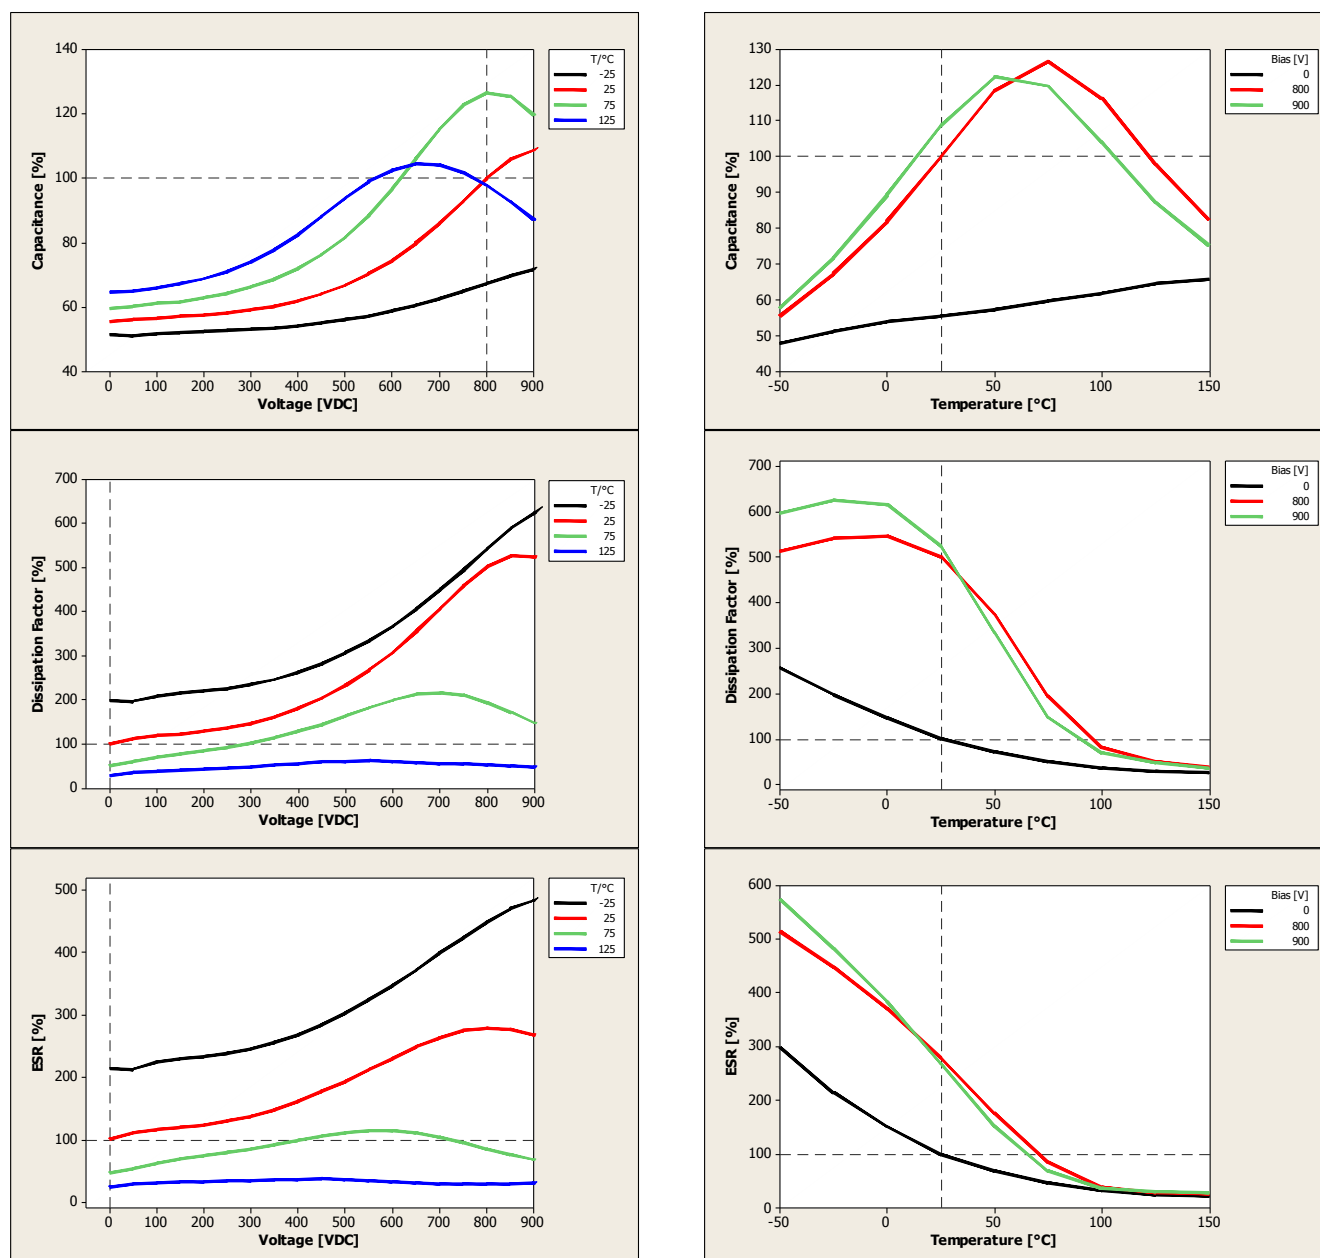 140
120
100
80
60
40
Capacitance [%]
0 100 200 300 400 500 600 700 800 900
Voltage [VDC]
T/°C
-25
25
75
125
130
120
110
100
90
80
70
60
50
40
Capacitance [%]
-50 0 50 100 150
Temperature [°C]
Bias [V]
0
800
900
700
600
500
400
300
200
100
0
Dissipation Factor [%]
0 100 200 300 400 500 600 700 800 900
Voltage [VDC]
T/°C
-25
25
75
125
700
600
500
400
300
200
100
0
Dissipation Factor [%]
-50 0 50 100 150
Temperature [°C]
Bias [V]
0
800
900
500
400
300
200
100
0
ESR [%]
0 100 200 300 400 500 600 700 800 900
Voltage [VDC]
T/°C
-25
25
75
125
600
500
400
300
200
100
0
ESR [%]
-50 0 50 100 150
Temperature [°C]
Bias [V]
0
800
900